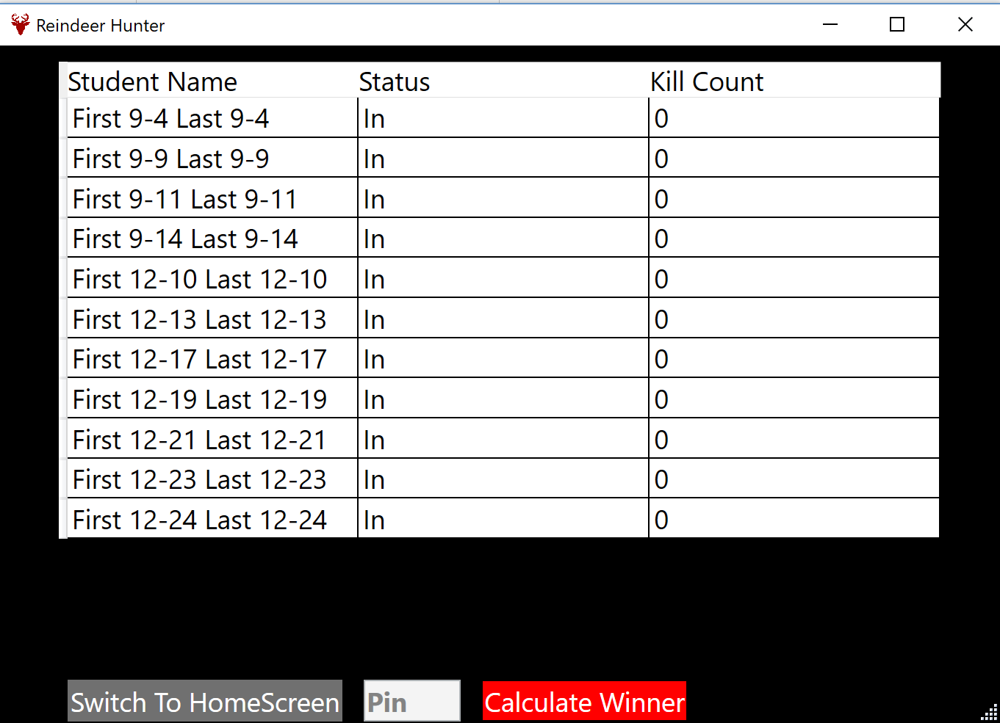 Reindeer Hunter
Student Name Status Kill Count
First 9-4 Last 9-4 In 0
First 9-9 Last 9-9 In 0
First 9-11 Last 9-11 In 0
First 9-14 Last 9-14 In 0
First 12-10 Last 12-10 In 0
First 12-13 Last 12-13 In 0
First 12-17 Last 12-17 In 0
First 12-19 Last 12-19 In 0
First 12-21 Last 12-21 In 0
First 12-23 Last 12-23 In 0
First 12-24 Last 12-24 In 0
Switch To HomeScreen Pin Calculate Winner